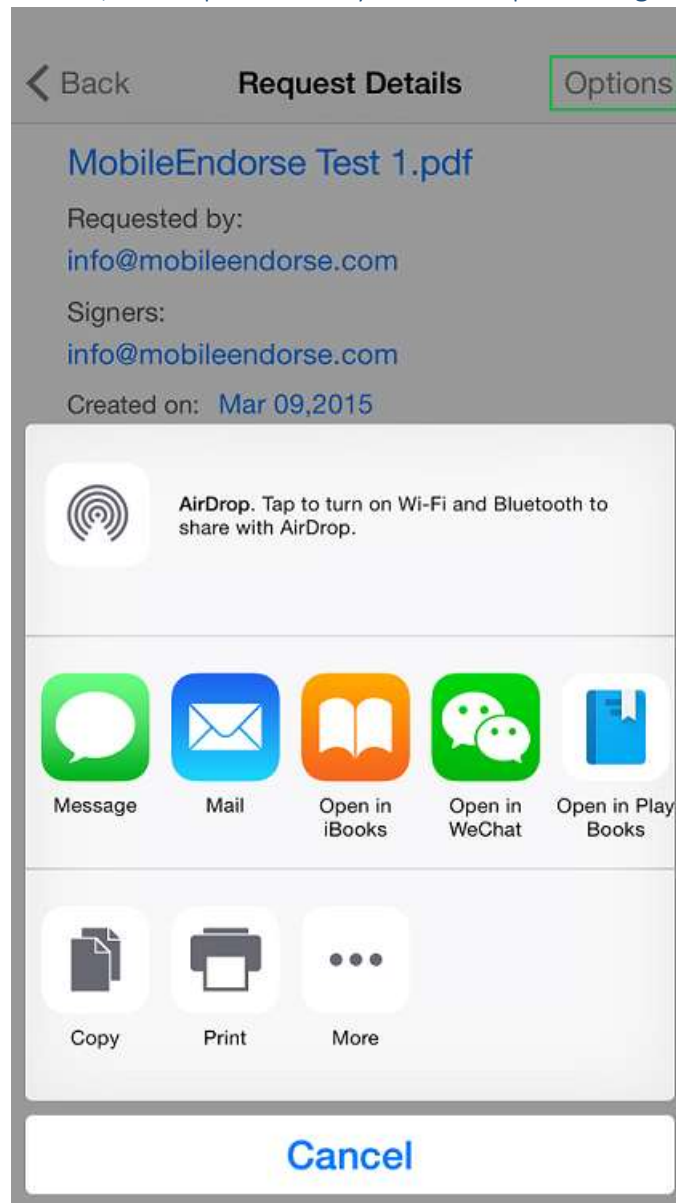 Back Request Details Options
MobileEndorse Test 1.pdf
Requested by:
info@mobileendorse.com
Signers:
info@mobileendorse.com
Created on: Mar 09,2015
AirDrop. Tap to turn on Wi-Fi and Bluetooth to
share with AirDrop.
Message Mail Open in Open in Open in Play
iBooks WeChat Books
Copy Print More
Cancel